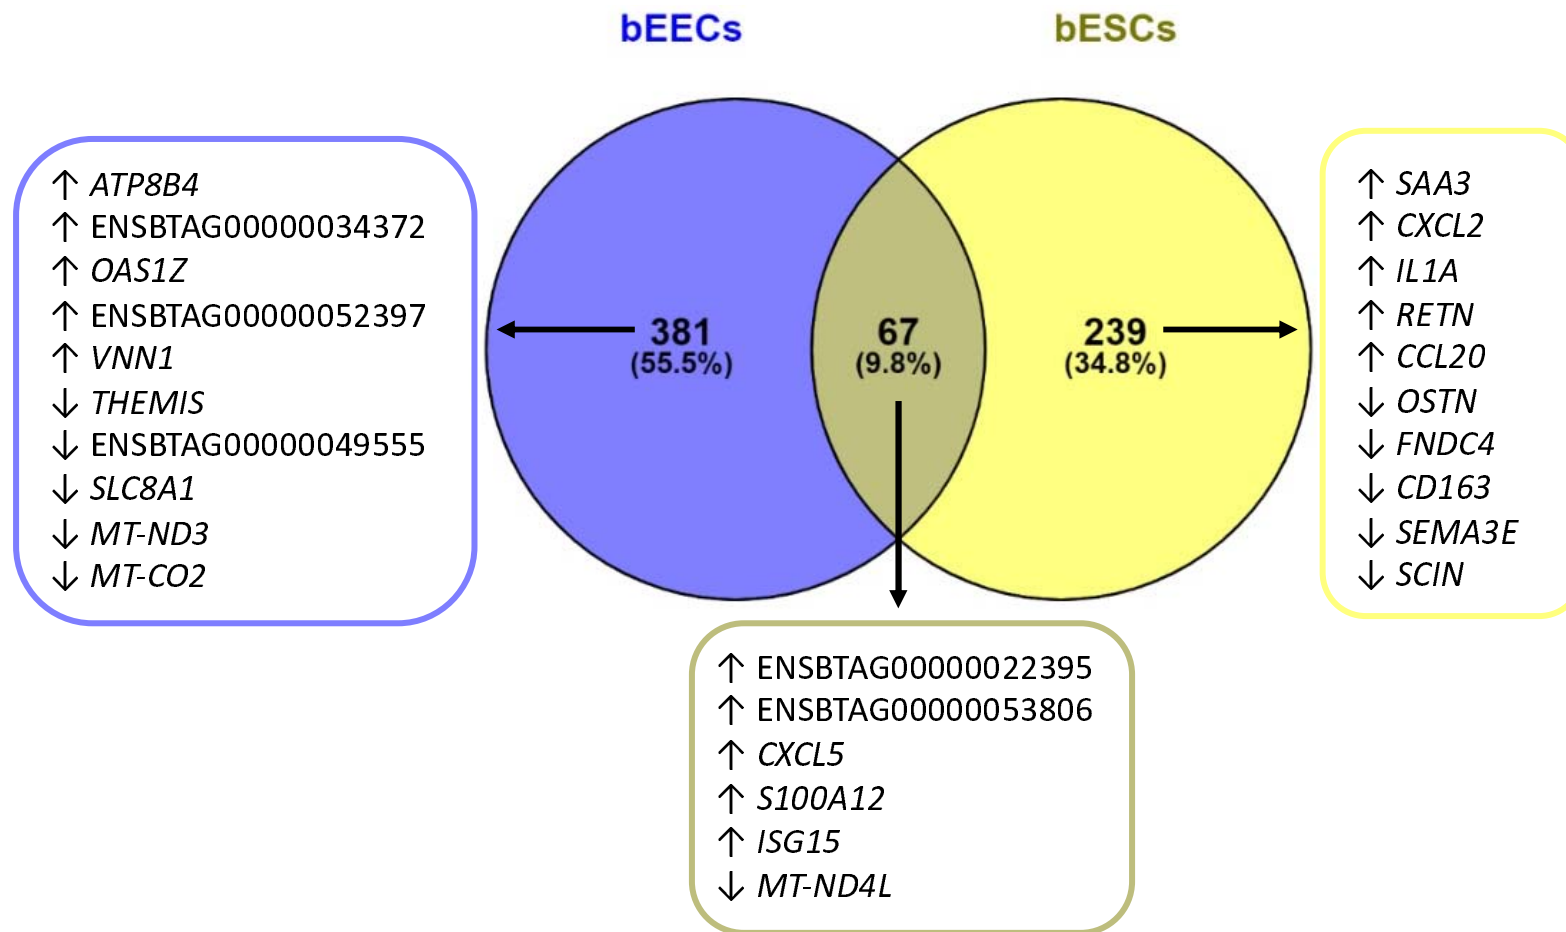 bEECs
bESCs
↑ ATP8B4
↑ ENSBTAG00000034372
↑ OAS1Z
↑ ENSBTAG00000052397
↑ VNN1
↓ THEMIS
↓ ENSBTAG00000049555
↓ SLC8A1
↓ MT-ND3
↓ MT-CO2
381
(55.5%)
67
(9.8%)
239
(34.8%)
↑ SAA3
↑ CXCL2
↑ IL1A
↑ RETN
↑ CCL20
↓ OSTN
↓ FNDC4
↓ CD163
↓ SEMA3E
↓ SCIN
↑ ENSBTAG00000022395
↑ ENSBTAG00000053806
↑ CXCL5
↑ S100A12
↑ ISG15
↓ MT-ND4L